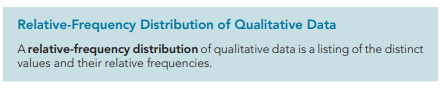 Relative-Frequency Distribution of Qualitative Data
A relative-frequency distribution of qualitative data is a listing of the distinct
values and their relative frequencies.